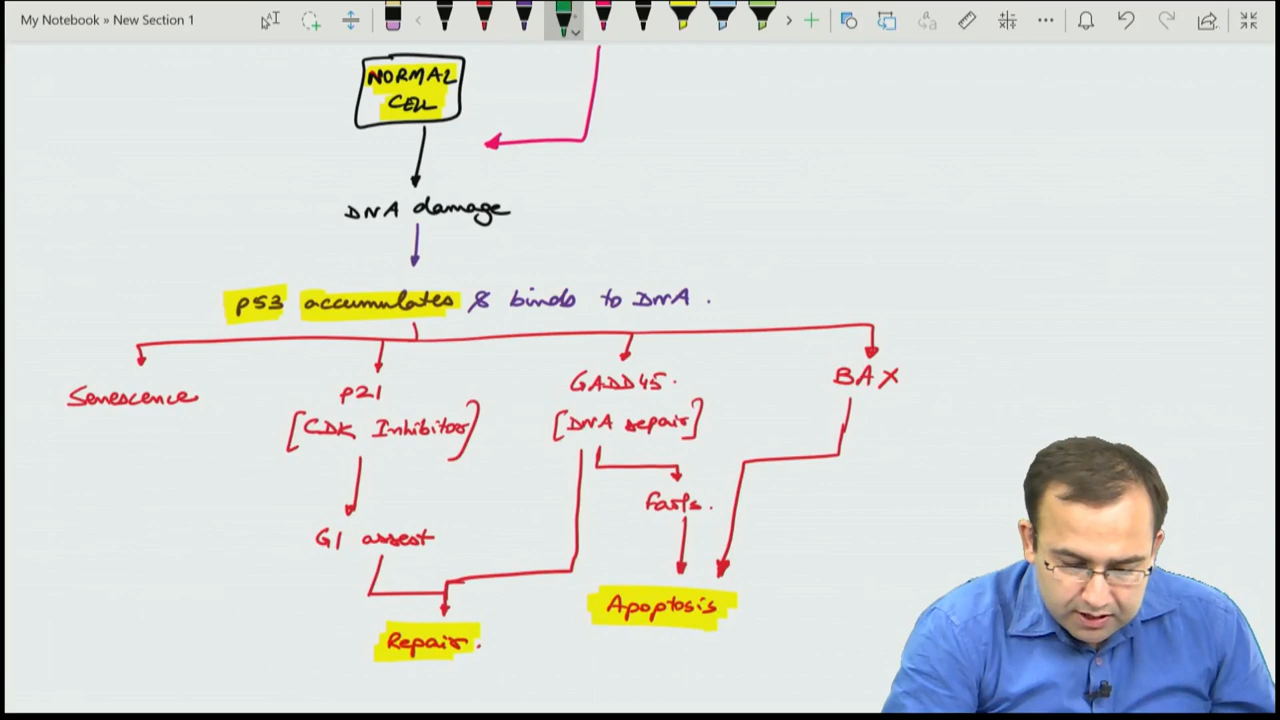 My Notebook » New Section 1
NORMAL
CELL
DNA damage
p53 accumulates & binds to DNA.
Senescence
p21
[CDK Inhibitor]
GADD45.
[DNA repair]
BAX
G1 arrest
fails.
Apoptosis
Repair.